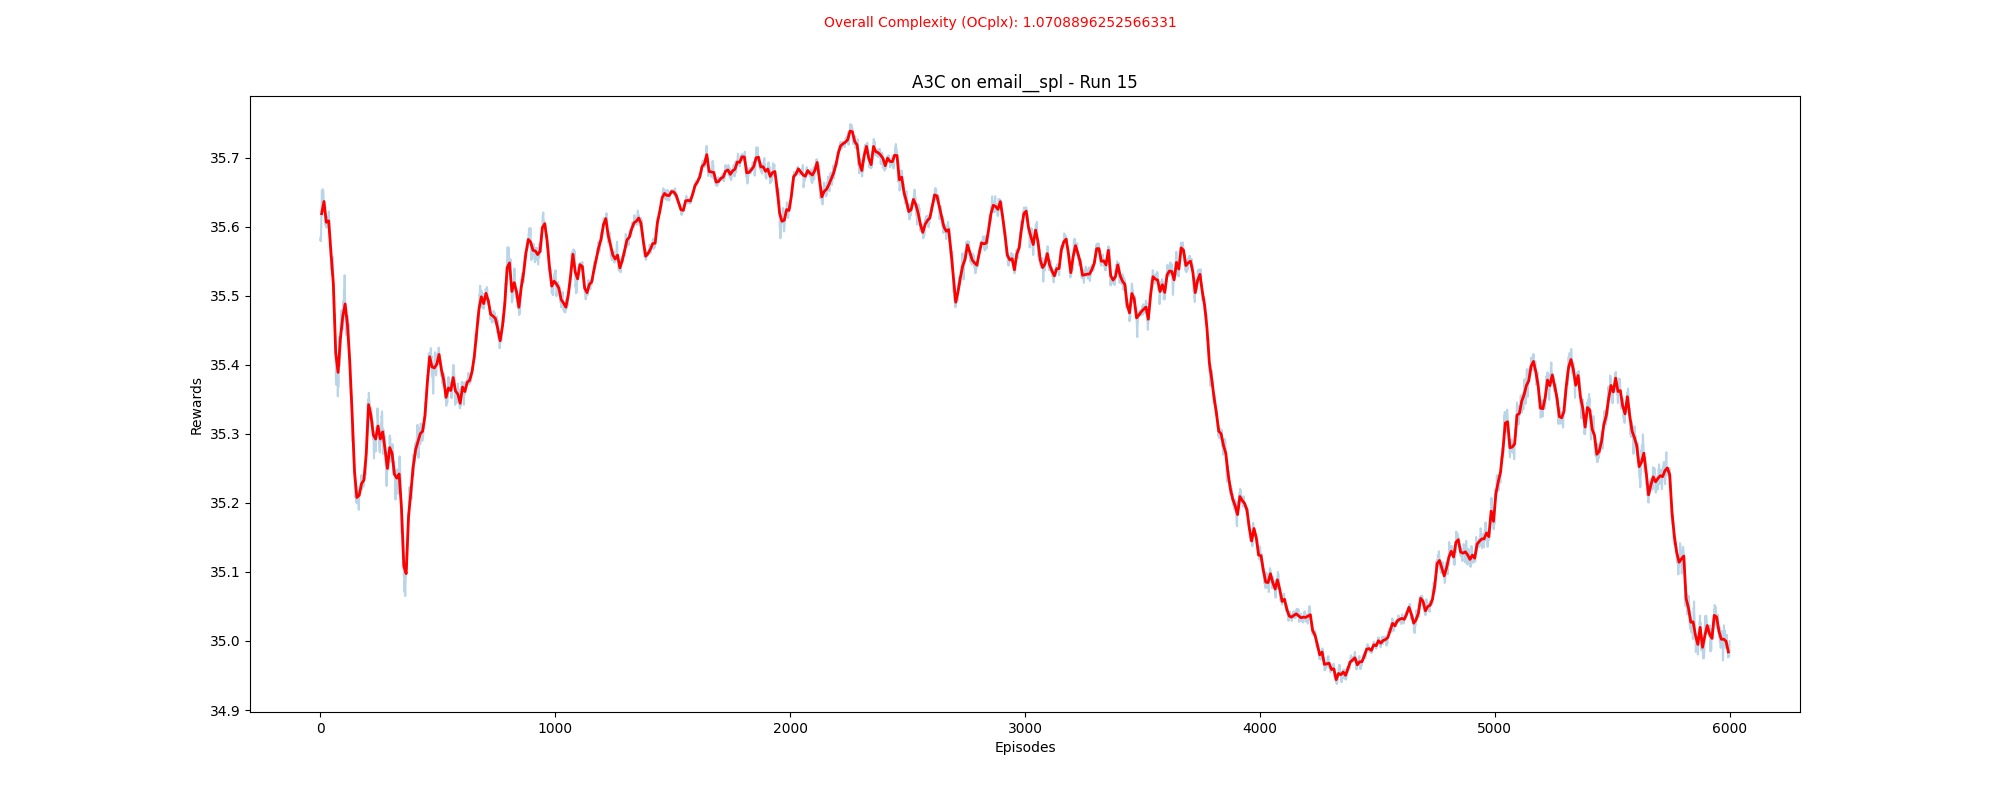 Overall Complexity (OCplx): 1.0708896252566331
A3C on email__spl - Run 15
Rewards
35.7
35.6
35.5
35.4
35.3
35.2
35.1
35.0
34.9
0 1000 2000 3000 4000 5000 6000
Episodes